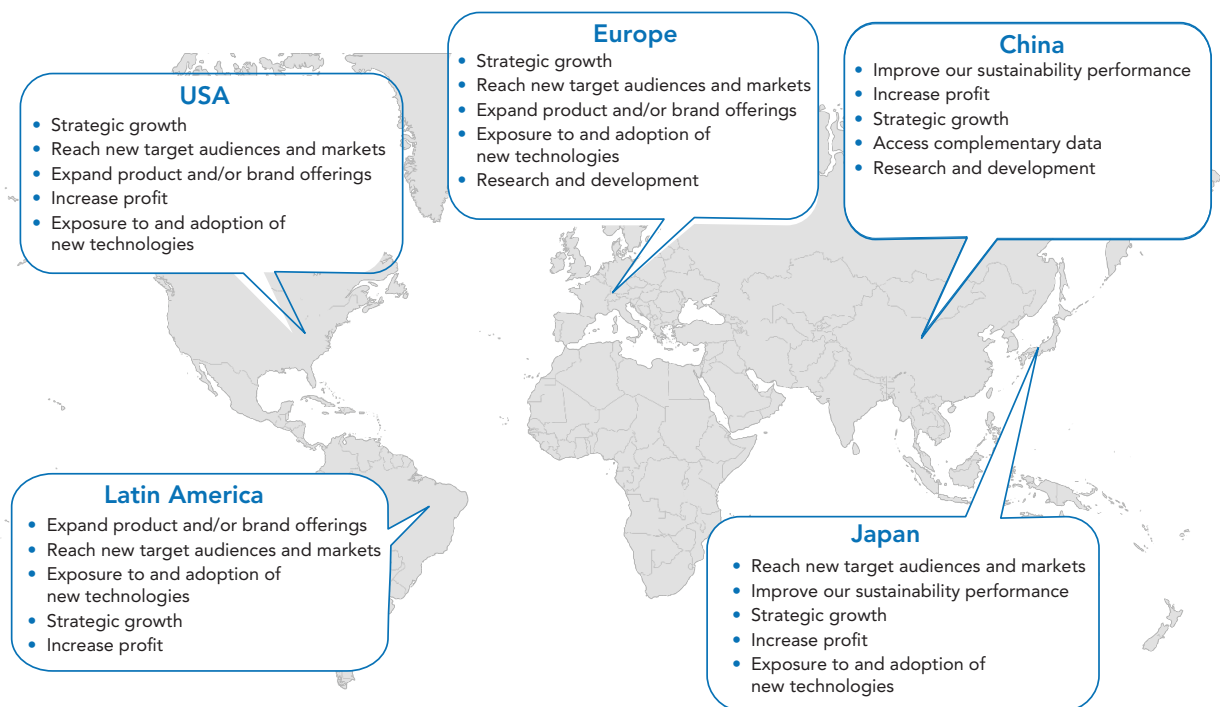 USA
• Strategic growth
• Reach new target audiences and markets
• Expand product and/or brand offerings
• Increase profit
• Exposure to and adoption of
new technologies
Europe
• Strategic growth
• Reach new target audiences and markets
• Expand product and/or brand offerings
• Exposure to and adoption of
new technologies
• Research and development
China
• Improve our sustainability performance
• Increase profit
• Strategic growth
• Access complementary data
• Research and development
Latin America
• Expand product and/or brand offerings
• Reach new target audiences and markets
• Exposure to and adoption of
new technologies
• Strategic growth
• Increase profit
Japan
• Reach new target audiences and markets
• Improve our sustainability performance
• Strategic growth
• Increase profit
• Exposure to and adoption of
new technologies